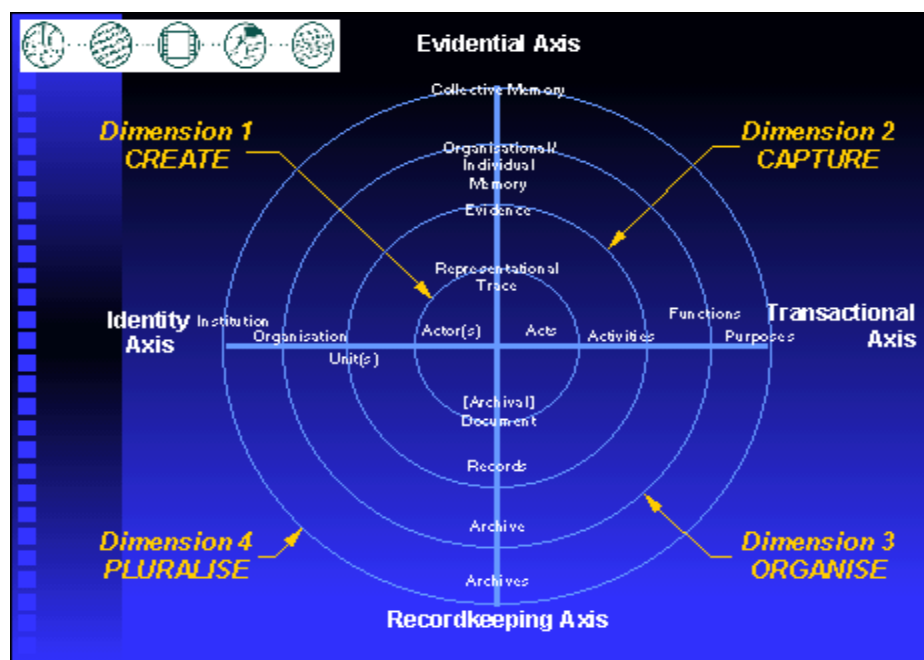 Evidential Axis
Collective Memory
Dimension 1
CREATE
Dimension 2
CAPTURE
Organisational/
Individual
Memory
Evidence
Representational
Trace
Identity
Axis
Institution
Organisation
Unit(s)
Actor(s)
Acts
Activities
Functions
Purposes
Transactional
Axis
[Archival]
Document
Records
Archive
Archives
Dimension 4
PLURALISE
Dimension 3
ORGANISE
Recordkeeping Axis